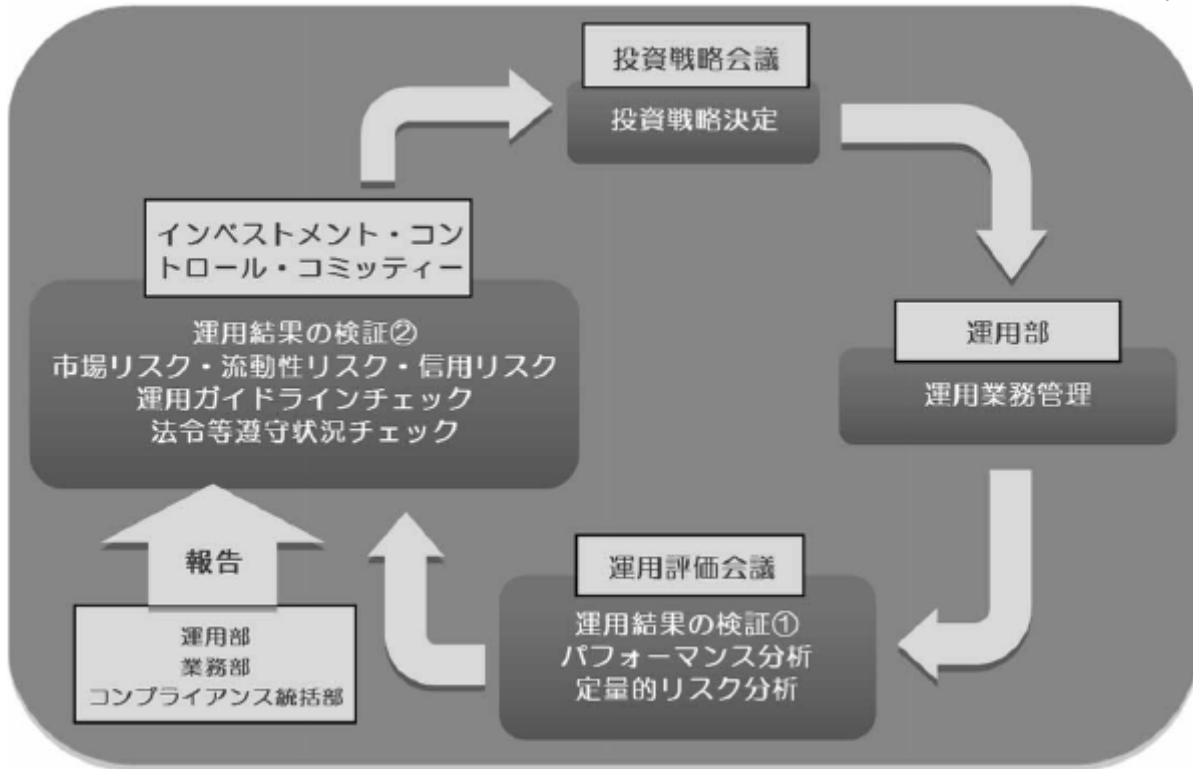 投資戦略会議
投資戦略決定
運用部
運用業務管理
運用評価会議
運用結果の検証①
パフォーマンス分析
定量的リスク分析
インベストメント・コン
トロール・コミッティー
運用結果の検証②
市場リスク・流動性リスク・信用リスク
運用ガイドラインチェック
法令等遵守状況チェック
報告
運用部
業務部
コンプライアンス統括部